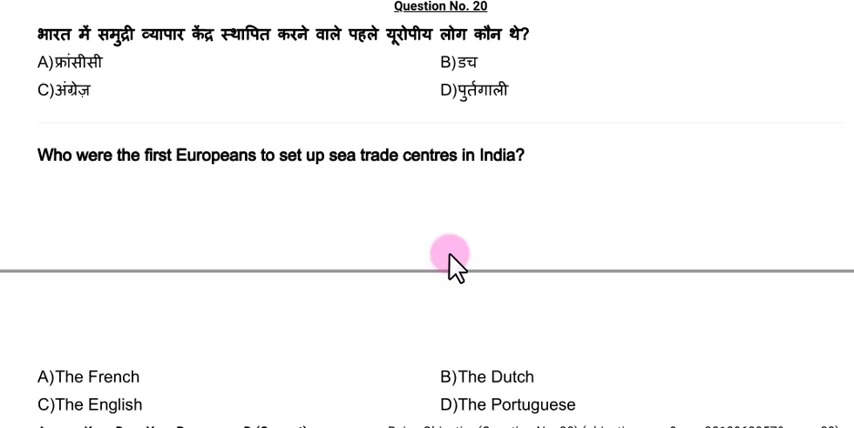 Question No. 20
भारत में समुद्री व्यापार केंद्र स्थापित करने वाले पहले यूरोपीय लोग कौन थे?
A)फ्रांसीसी B)डच
C)अंग्रेज़ D)पुर्तगाली
Who were the first Europeans to set up sea trade centres in India?
A)The French B)The Dutch
C)The English D)The Portuguese